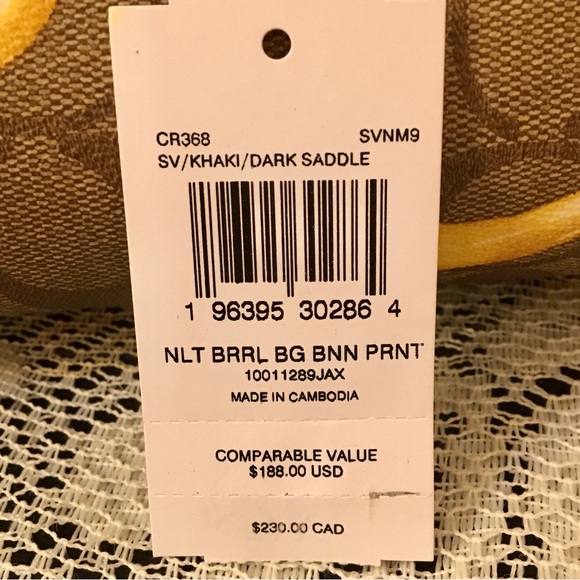 CR368 SVNM9
SV/KHAKI/DARK SADDLE
1 96395 30286 4
NLT BRRL BG BNN PRNT
10011289JAX
MADE IN CAMBODIA
COMPARABLE VALUE
$188.00 USD
$230.00 CAD